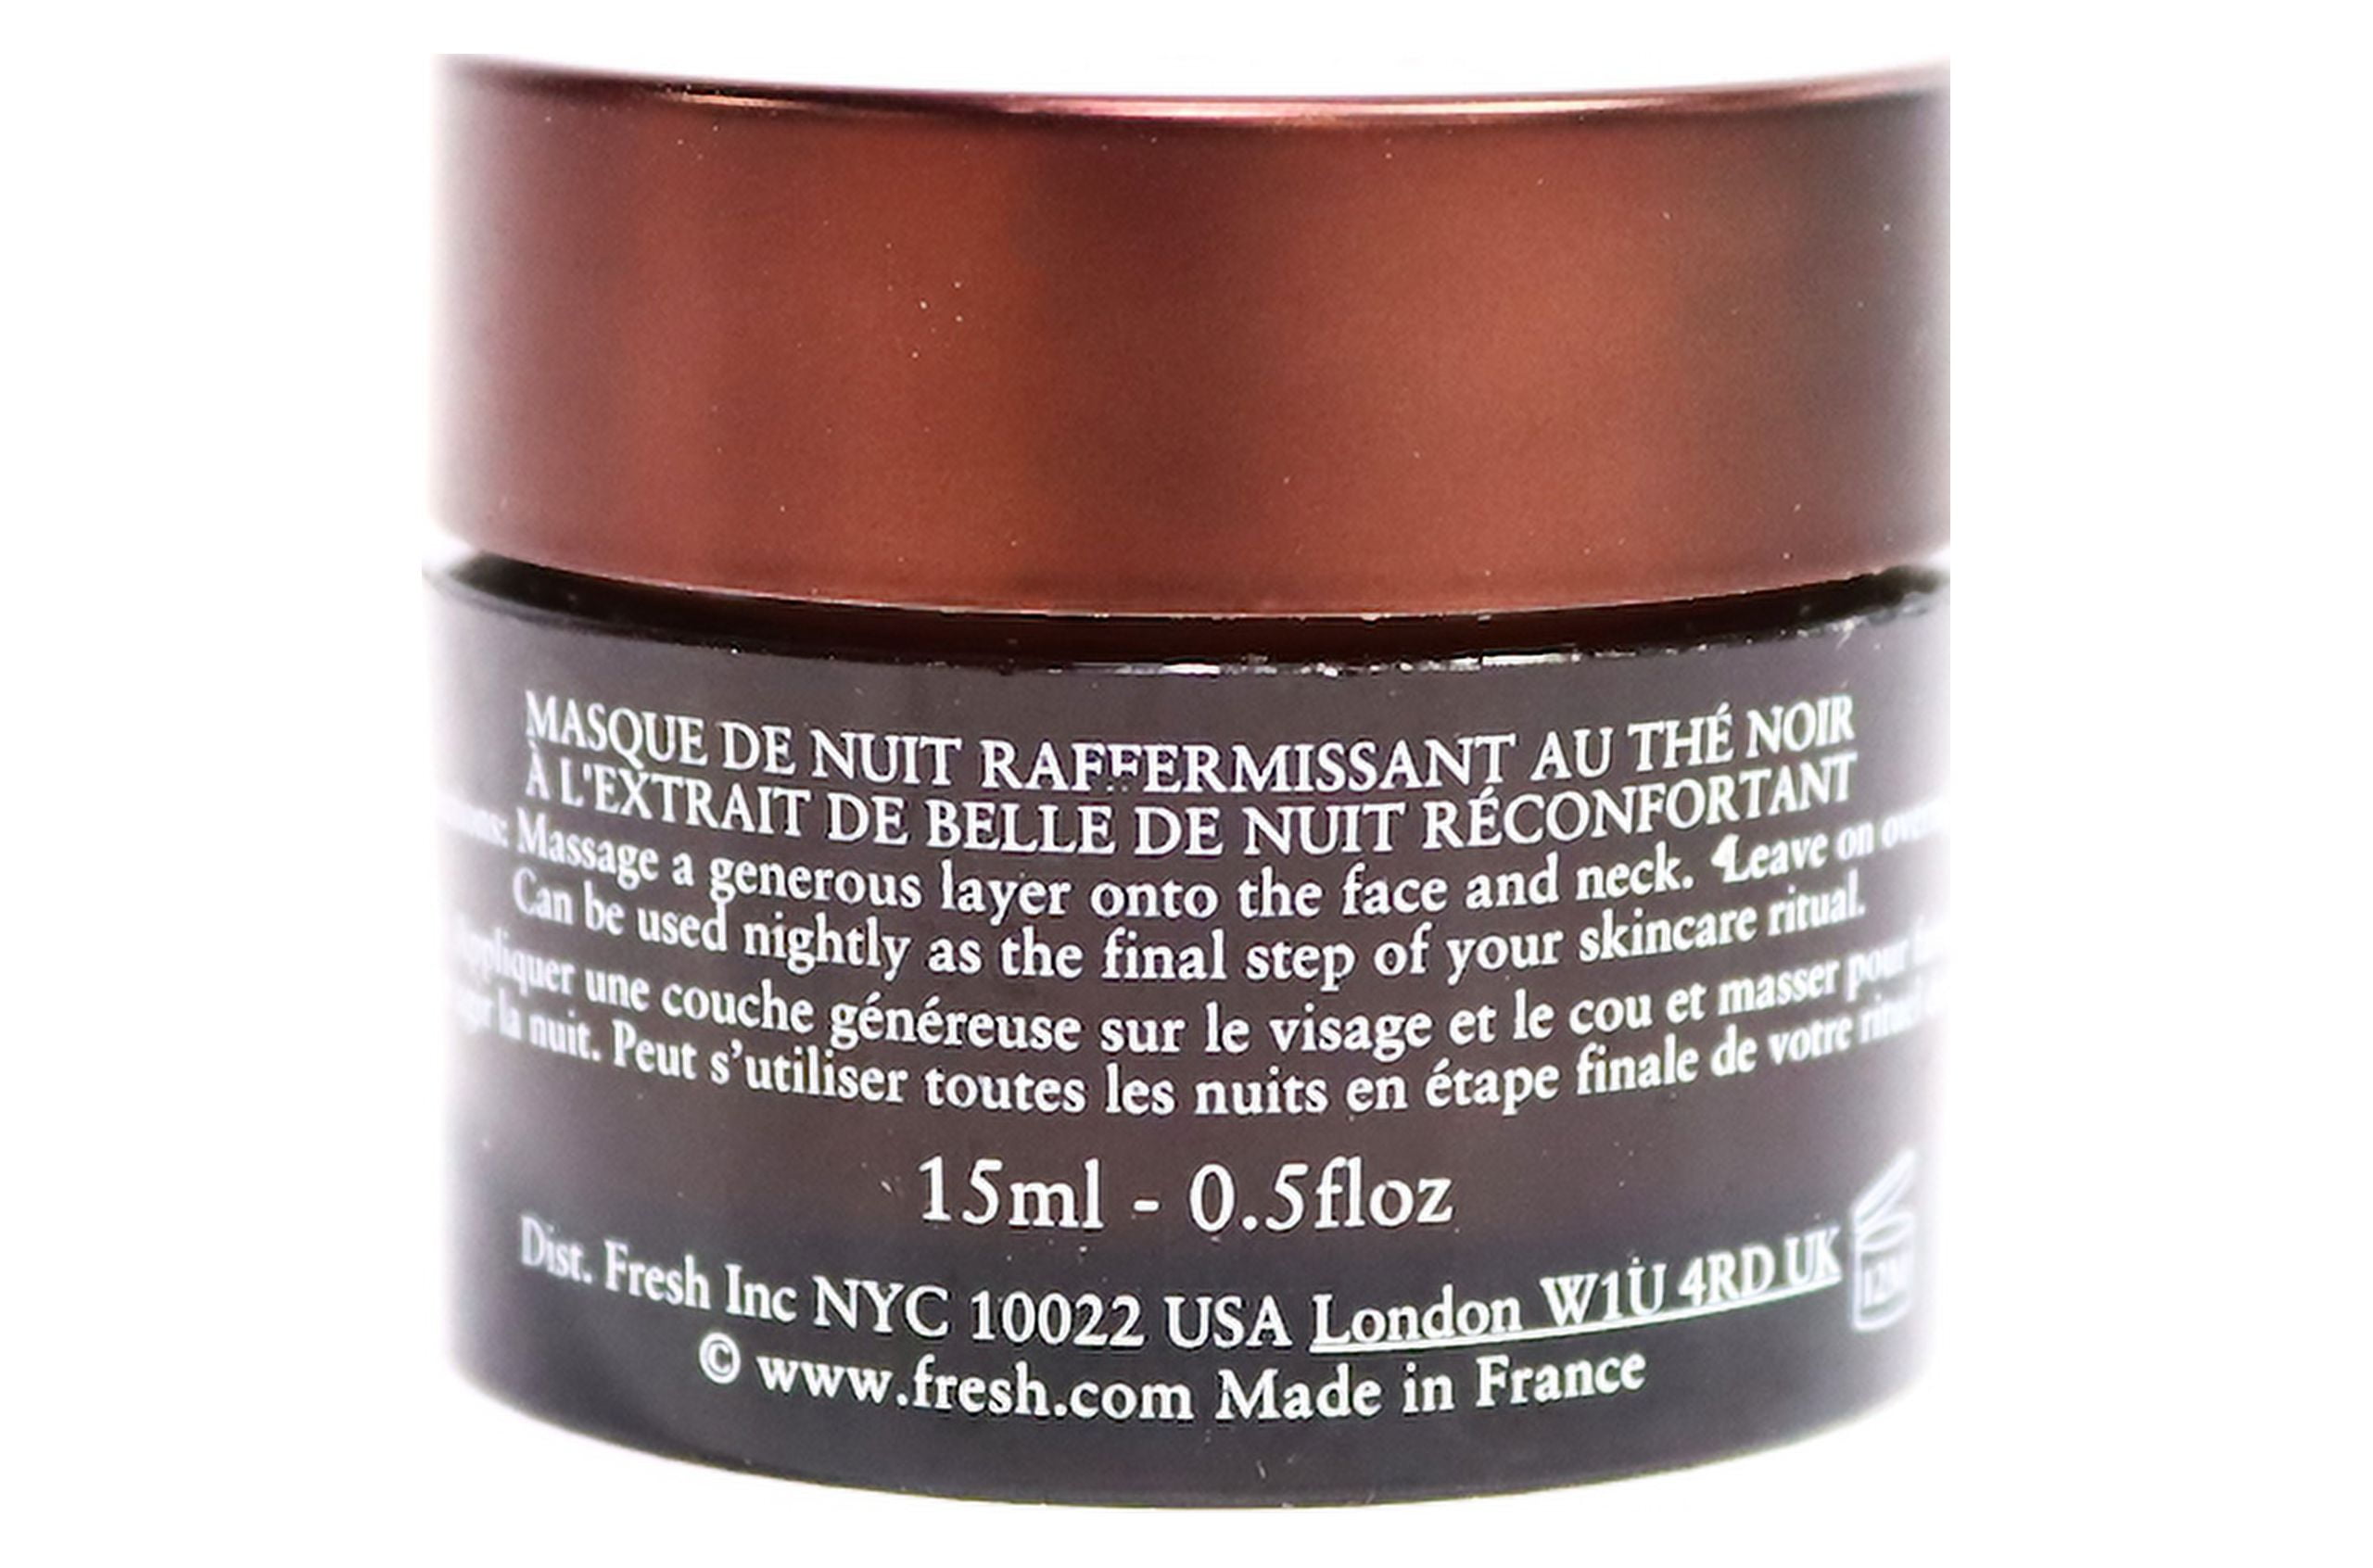 MASQUE DE NUIT RAFFERMISSANT AU THÉ NOIR
À L'EXTRAIT DE BELLE DE NUIT RÉCONFORTANT
Massage a generous layer onto the face and neck. Leave on
Can be used nightly as the final step of your skincare ritual.
Appliquer une couche généreuse sur le visage et le cou et masser pour
la nuit. Peut s’utiliser toutes les nuits en étape finale de votre rituel
15ml - 0.5floz
Dist. Fresh Inc NYC 10022 USA London W1U 4RD UK 12M
© www.fresh.com Made in France